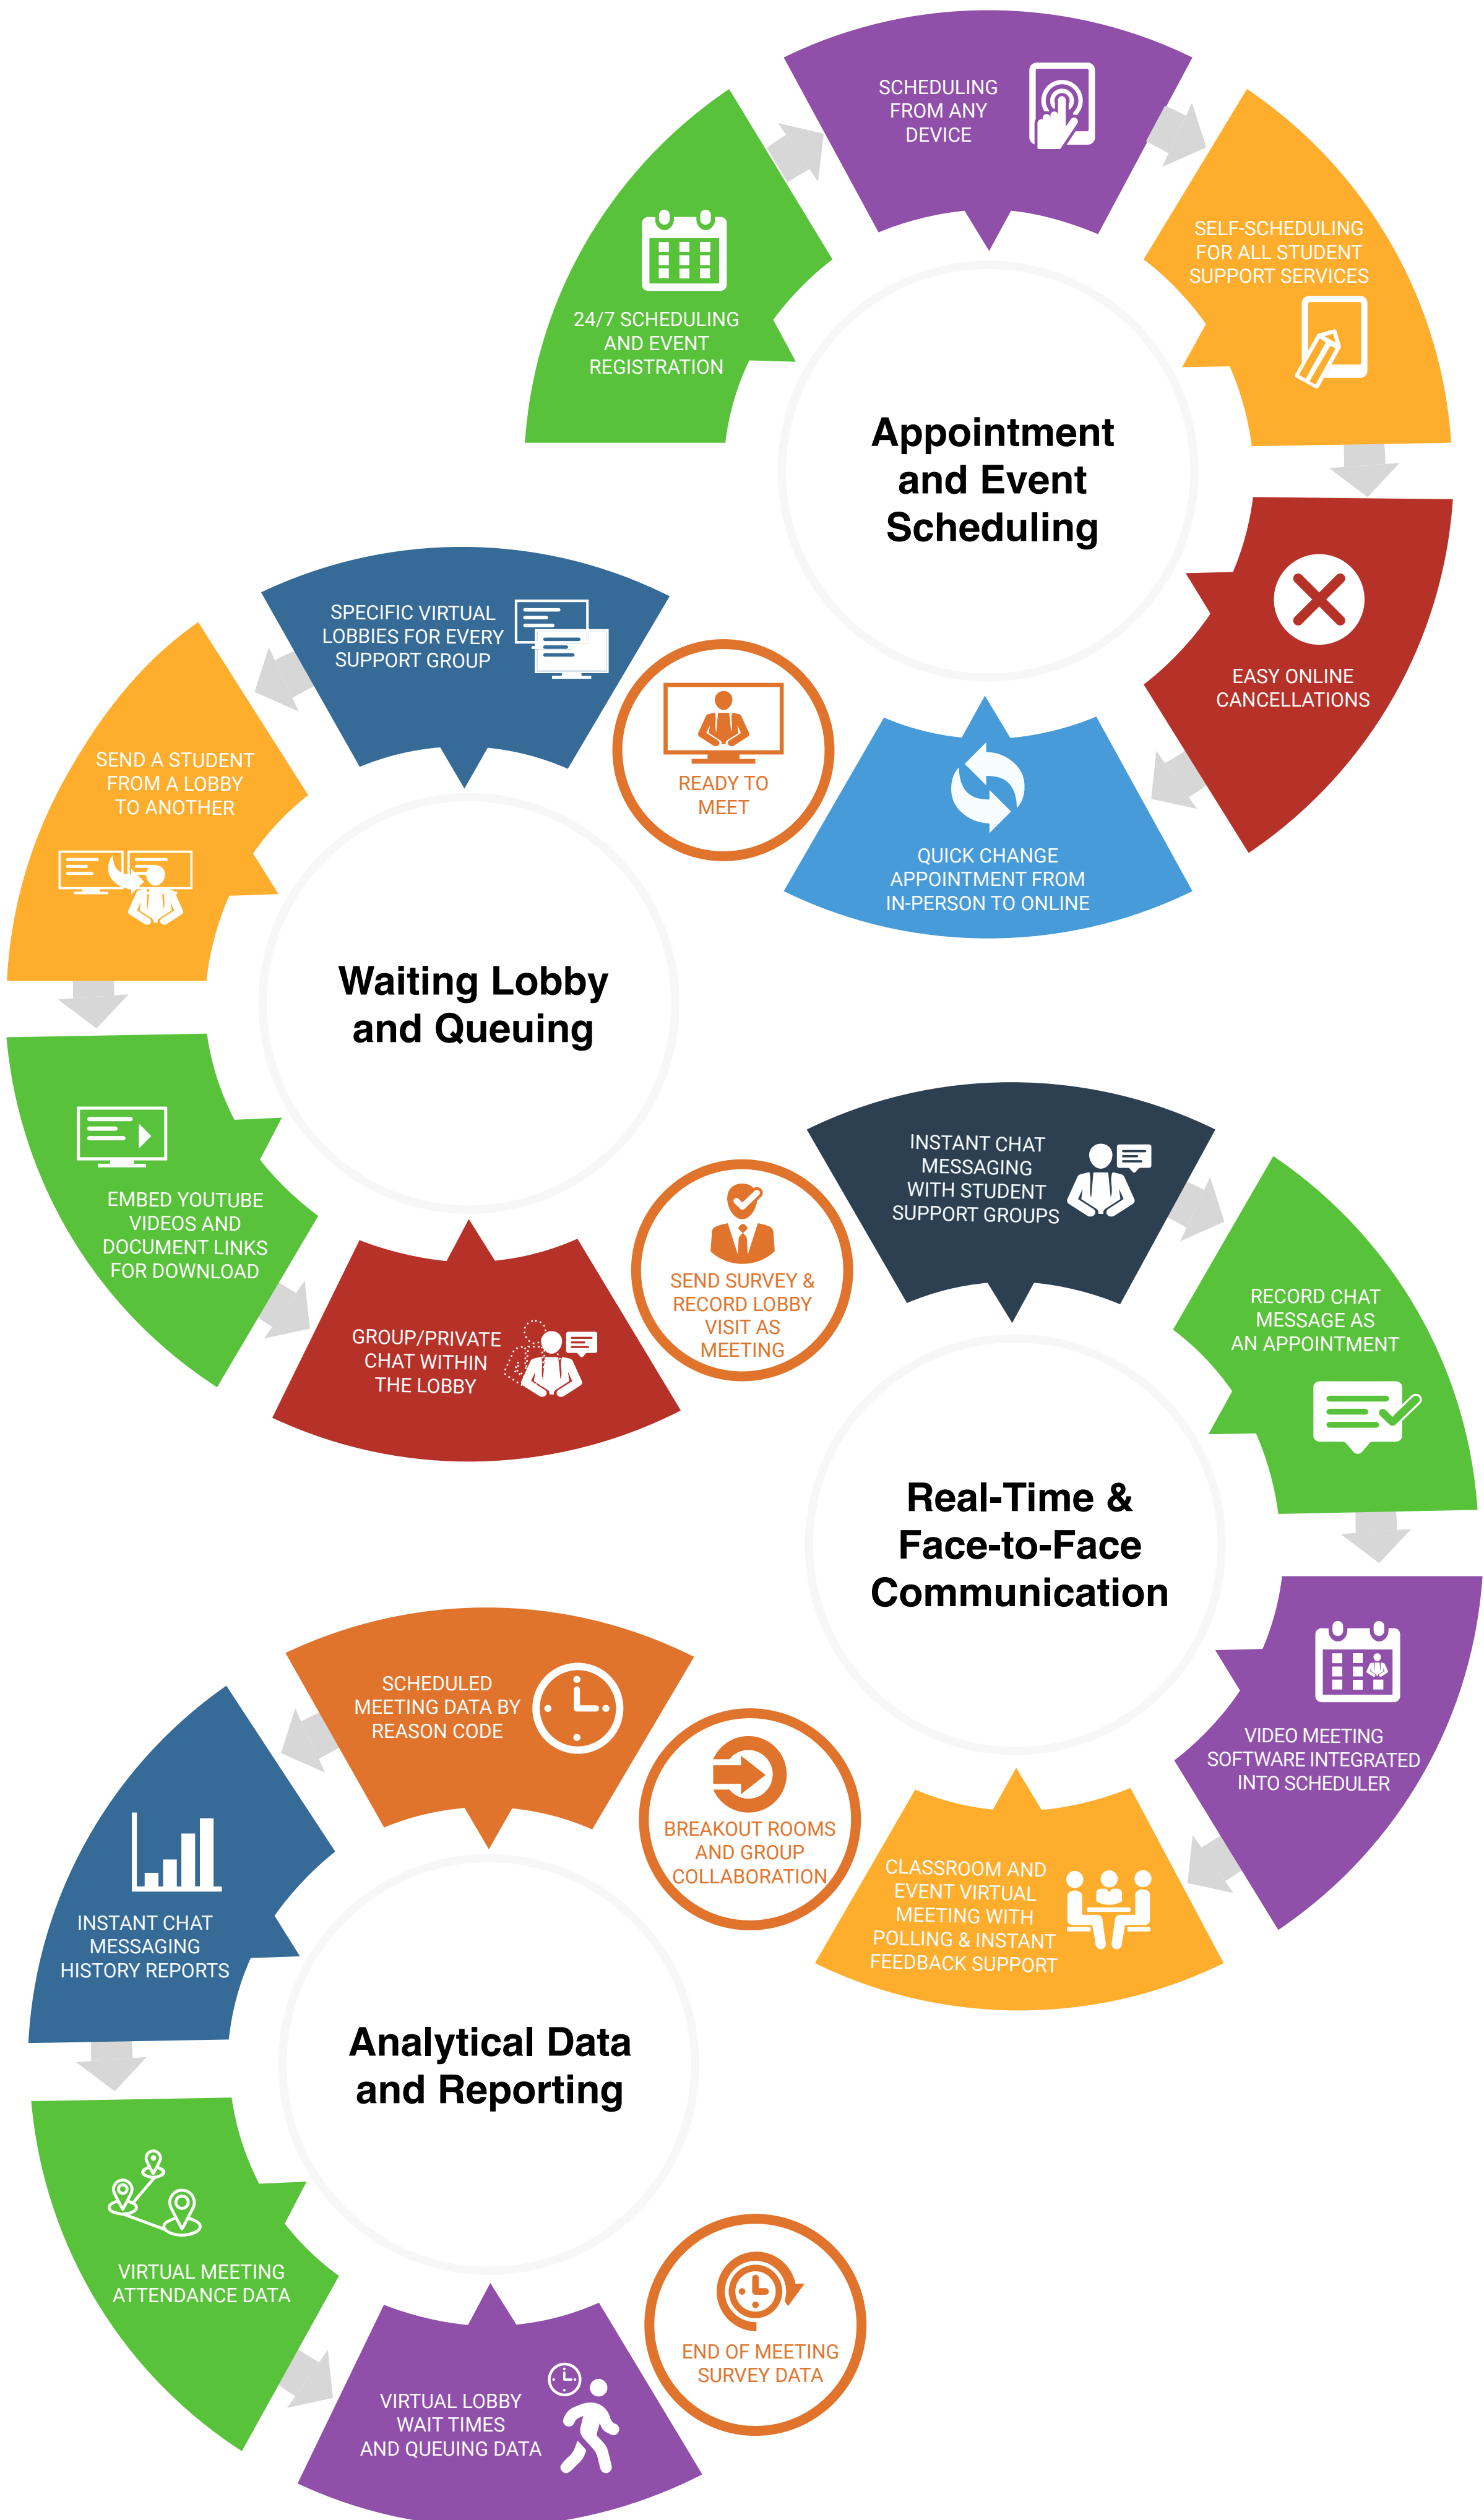 SCHEDULING
FROM ANY
DEVICE
24/7 SCHEDULING
AND EVENT
REGISTRATION
SELF-SCHEDULING
FOR ALL STUDENT
SUPPORT SERVICES
Appointment
and Event
Scheduling
EASY ONLINE
CANCELLATIONS
QUICK CHANGE
APPOINTMENT FROM
IN-PERSON TO ONLINE
READY TO
MEET
SPECIFIC VIRTUAL
LOBBIES FOR EVERY
SUPPORT GROUP
SEND A STUDENT
FROM A LOBBY
TO ANOTHER
Waiting Lobby
and Queuing
EMBED YOUTUBE
VIDEOS AND
DOCUMENT LINKS
FOR DOWNLOAD
GROUP/PRIVATE
CHAT WITHIN
THE LOBBY
SEND SURVEY &
RECORD LOBBY
VISIT AS
MEETING
INSTANT CHAT
MESSAGING
WITH STUDENT
SUPPORT GROUPS
RECORD CHAT
MESSAGE AS
AN APPOINTMENT
Real-Time &
Face-to-Face
Communication
VIDEO MEETING
SOFTWARE INTEGRATED
INTO SCHEDULER
CLASSROOM AND
EVENT VIRTUAL
MEETING WITH
POLLING & INSTANT
FEEDBACK SUPPORT
BREAKOUT ROOMS
AND GROUP
COLLABORATION
SCHEDULED
MEETING DATA BY
REASON CODE
INSTANT CHAT
MESSAGING
HISTORY REPORTS
Analytical Data
and Reporting
VIRTUAL MEETING
ATTENDANCE DATA
VIRTUAL LOBBY
WAIT TIMES
AND QUEUING DATA
END OF MEETING
SURVEY DATA